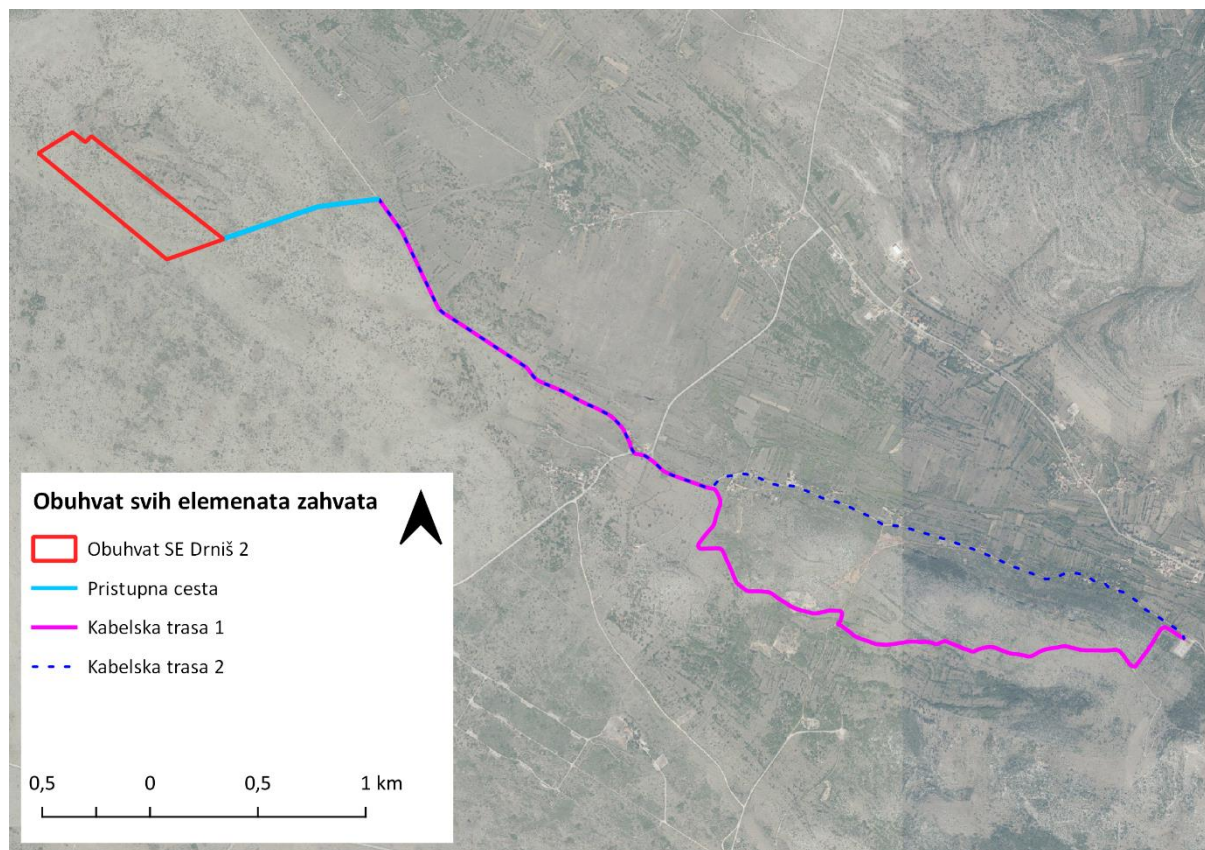 Obuhvat svih elemenata zahvata
Obuhvat SE Drniš 2
Pristupna cesta
Kabelska trasa 1
Kabelska trasa 2
0,5 0 0,5 1 km